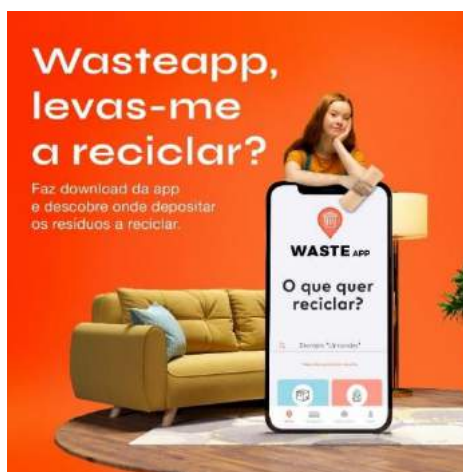 Wasteapp,
levas-me
a reciclar?
Faz download da app
e descobre onde depositar
os resíduos a reciclar.
WASTE APP
O que quer
reciclar?